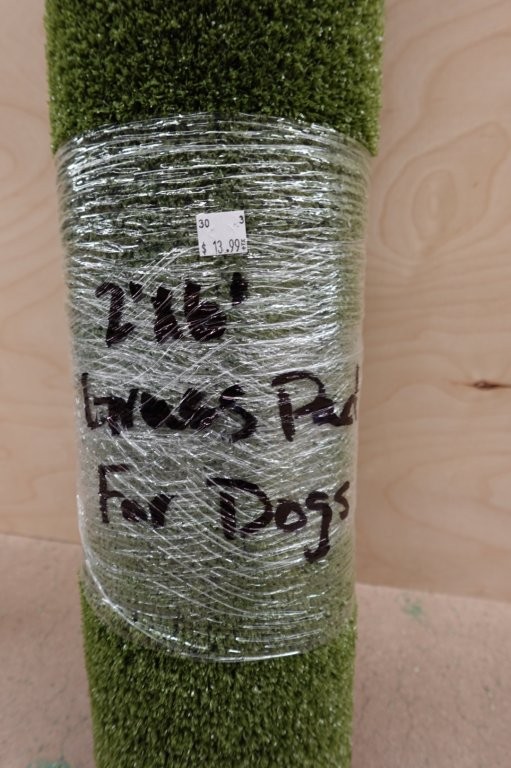 30 3
$ 13.99
2'X6'
Grass Pad
For Dogs